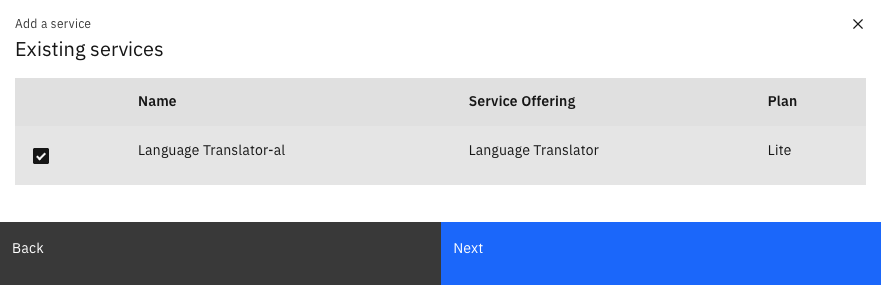 Add a service
Existing services
Name Service Offering Plan
Language Translator-al Language Translator Lite
Back Next